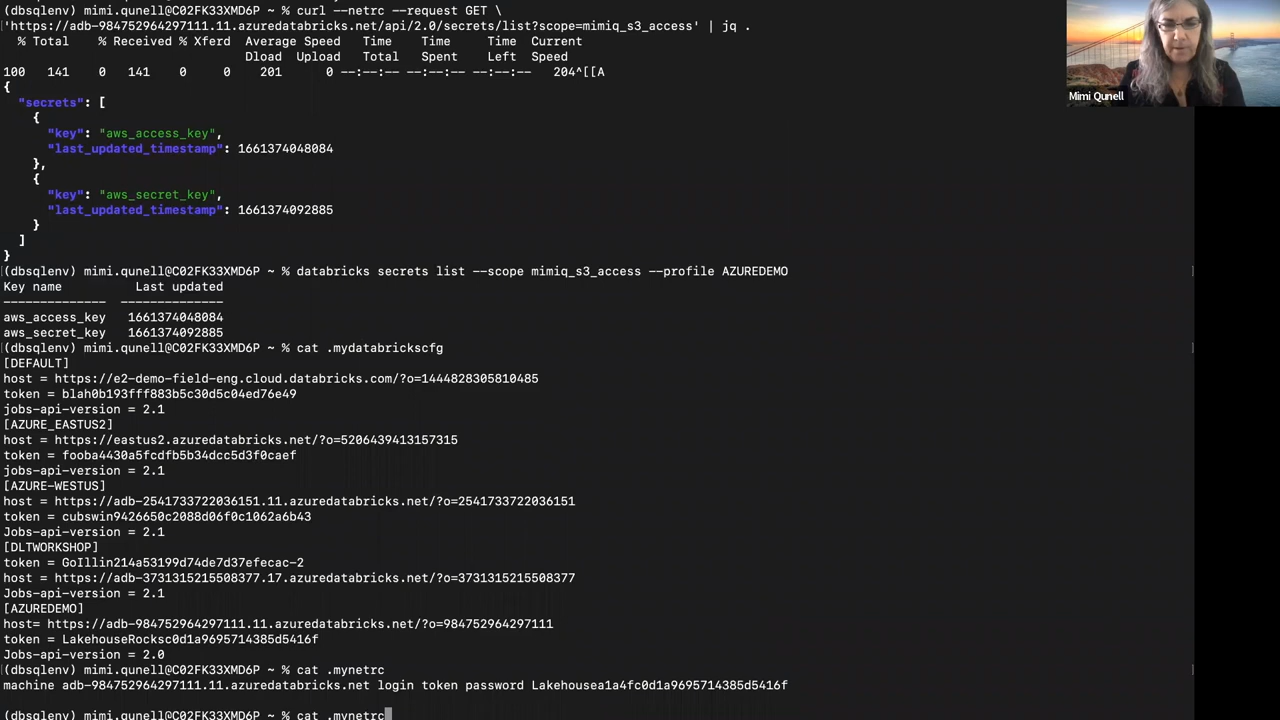 (dbsqlenv) mimi.qunell@C02FK33XMD6P ~ % curl --netrc --request GET \
'https://adb-984752964297111.11.azuredatabricks.net/api/2.0/secrets/list?scope=mimiq_s3_access' | jq .
% Total % Received % Xferd Average Speed Time Time Time Current
Dload Upload Total Spent Left Speed
100 141 0 141 0 0 201 0 --:--:-- --:--:-- --:--:-- 204^[[A
{
"secrets": [
{
"key": "aws_access_key",
"last_updated_timestamp": 1661374048084
},
{
"key": "aws_secret_key",
"last_updated_timestamp": 1661374092885
}
]
}
(dbsqlenv) mimi.qunell@C02FK33XMD6P ~ % databricks secrets list --scope mimiq_s3_access --profile AZUREDEMO
Key name Last updated
-------------- --------------
aws_access_key 1661374048084
aws_secret_key 1661374092885
(dbsqlenv) mimi.qunell@C02FK33XMD6P ~ % cat .mydatabrickscfg
[DEFAULT]
host = https://e2-demo-field-eng.cloud.databricks.com/?o=1444828305810485
token = blah0b193fff883b5c30d5c04ed76e49
jobs-api-version = 2.1
[AZURE_EASTUS2]
host = https://eastus2.azuredatabricks.net/?o=5206439413157315
token = fooba4430a5fcdfb5b34dcc5d3f0caef
jobs-api-version = 2.1
[AZURE-WESTUS]
host = https://adb-2541733722036151.11.azuredatabricks.net/?o=2541733722036151
token = cubswin9426650c2088d06f0c1062a6b43
Jobs-api-version = 2.1
[DLTWORKSHOP]
token = GoIllin214a53199d74de7d37efecac-2
host = https://adb-3731315215508377.17.azuredatabricks.net/?o=3731315215508377
Jobs-api-version = 2.1
[AZUREDEMO]
host= https://adb-984752964297111.11.azuredatabricks.net/?o=984752964297111
token = LakehouseRocksc0d1a9695714385d5416f
Jobs-api-version = 2.0
(dbsqlenv) mimi.qunell@C02FK33XMD6P ~ % cat .mynetrc
machine adb-984752964297111.11.azuredatabricks.net login token password Lakehousea1a4fc0d1a9695714385d5416f
(dbsqlenv) mimi.qunell@C02FK33XMD6P ~ % cat .mynetrc
Mimi Qunell